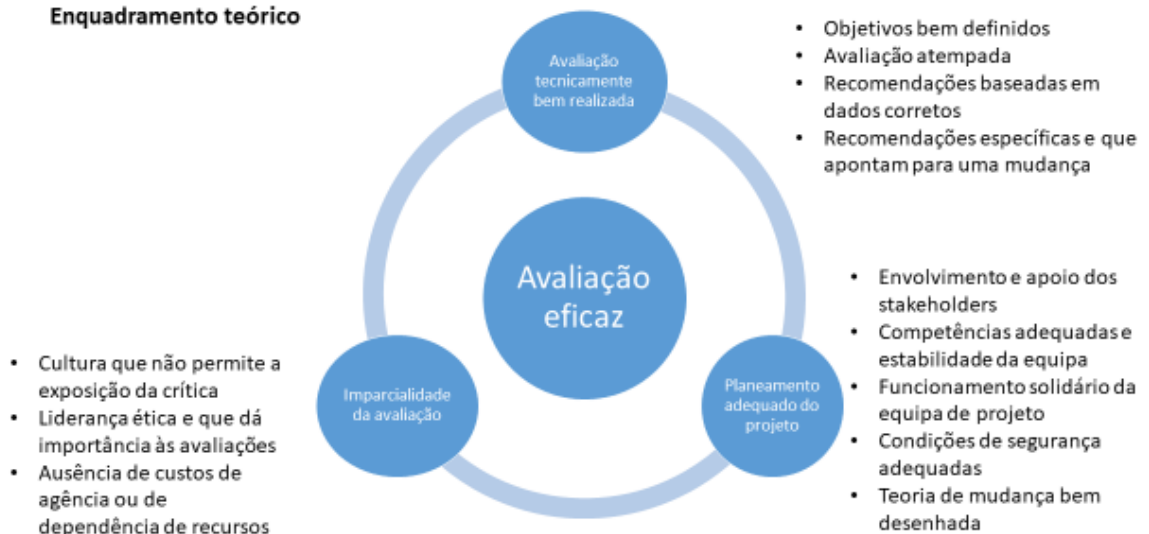 Enquadramento teórico
Avaliação
tecnicamente
bem realizada
• Objetivos bem definidos
• Avaliação atempada
• Recomendações baseadas em
dados corretos
• Recomendações específicas e que
apontam para uma mudança
Avaliação
eficaz
• Envolvimento e apoio dos
stakeholders
• Competências adequadas e
estabilidade da equipa
• Funcionamento solidário da
equipa de projeto
• Condições de segurança
adequadas
• Teoria de mudança bem
desenhada
Planeamento
adequado do
projeto
Imparcialidade
da avaliação
• Cultura que não permite a
exposição da crítica
• Liderança ética e que dá
importância às avaliações
• Ausência de custos de
agência ou de
dependência de recursos